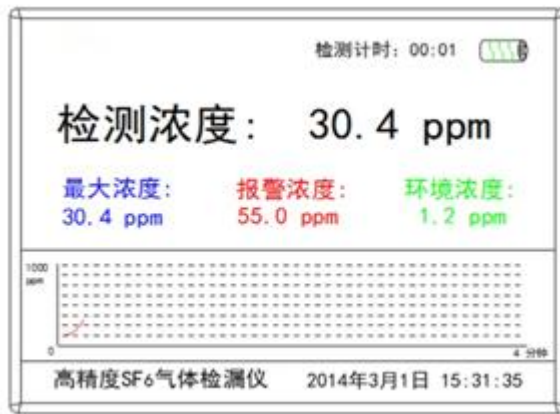 检测计时: 00:01
检测浓度: 30.4 ppm
最大浓度: 报警浓度: 环境浓度:
30.4 ppm 55.0 ppm 1.2 ppm
1000
ppm
0 4 分钟
高精度SF6气体检漏仪 2014年3月1日 15:31:35